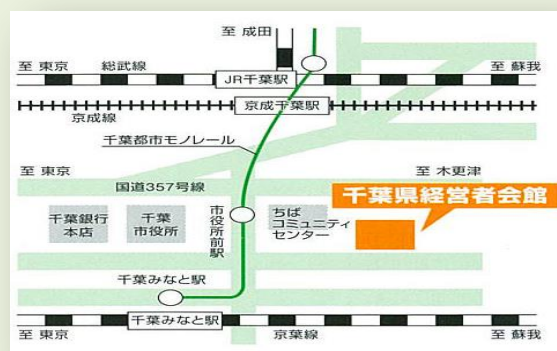 至 成田
至 東京
総武線
至 蘇我
JR千葉駅
京成千葉駅
京成線
千葉都市モノレール
至 東京
至 木更津
国道357号線
千葉県経営者会館
千葉銀行
本店
千葉
市役所
市役所前駅
ちば
コミュニティ
センター
千葉みなと駅
千葉みなと駅
京葉線
至 東京
至 蘇我